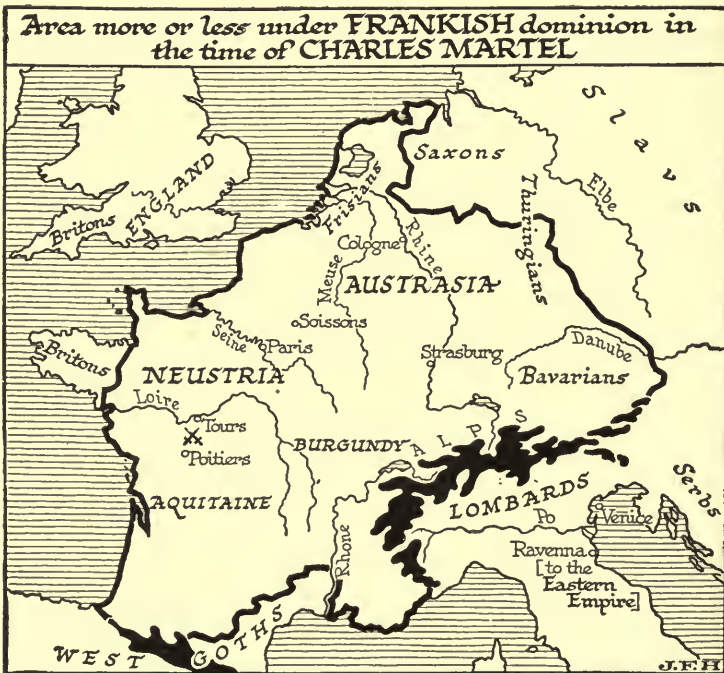 Area more or less under FRANKISH dominion in
the time of CHARLES MARTEL
Slavs
Saxons
ENGLAND
Britons
Frisians
Elbe
Thuringians
Cologne
Rhine
Meuse
AUSTRASIA
Soissons
Seine
Paris
Strasburg
Danube
Britons
NEUSTRIA
Bavarians
Loire
Tours
Poitiers
BURGUNDY
ALPS
AQUITAINE
LOMBARDS
Serbs
Po
Venice
Rhone
Ravenna
[to the
Eastern
Empire]
WEST GOTHS
J.F.H